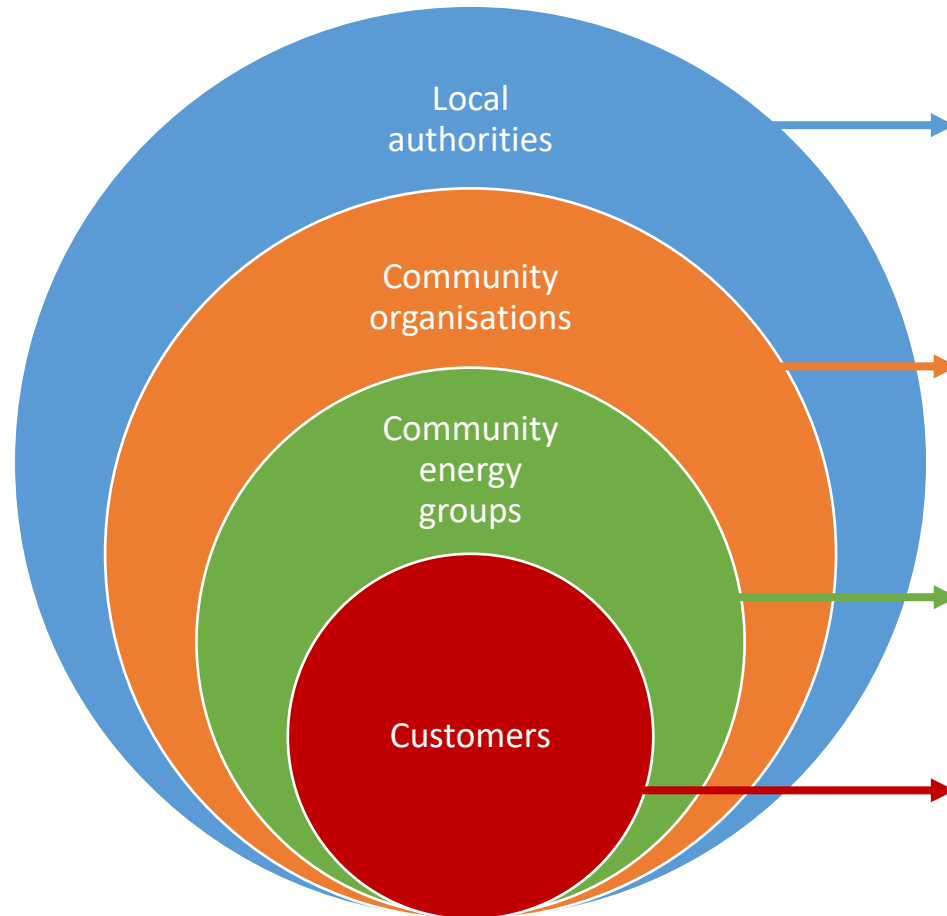 Local
authorities
Community
organisations
Community
energy
groups
Customers